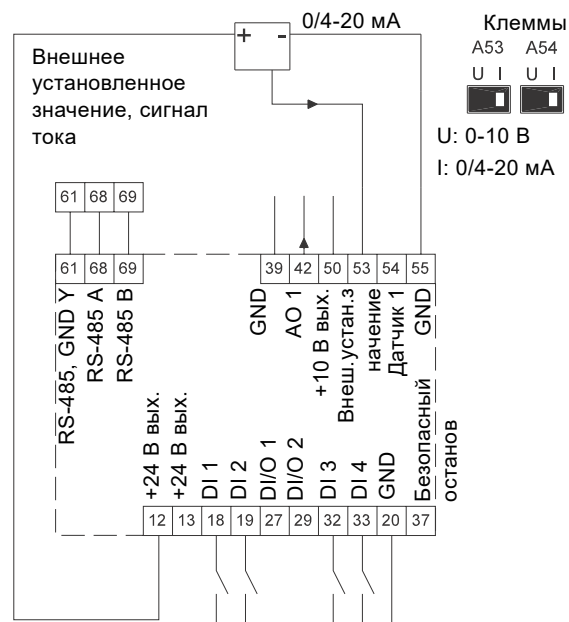 0/4-20 мА
+ -
Клеммы
A53 A54
U I U I
U: 0-10 В
I: 0/4-20 мА
Внешнее
установленное
значение, сигнал
тока
61 68 69
61 68 69
RS-485, GND Y
RS-485 A
RS-485 B
39 42 50 53 54 55
GND
AO 1
+10 В вых.
Внеш.устан.з
начение
Датчик 1
GND
+24 В вых.
+24 В вых.
DI 1
DI 2
DI/O 1
DI/O 2
DI 3
DI 4
GND
Безопасный
останов
12 13 18 19 27 29 32 33 20 37